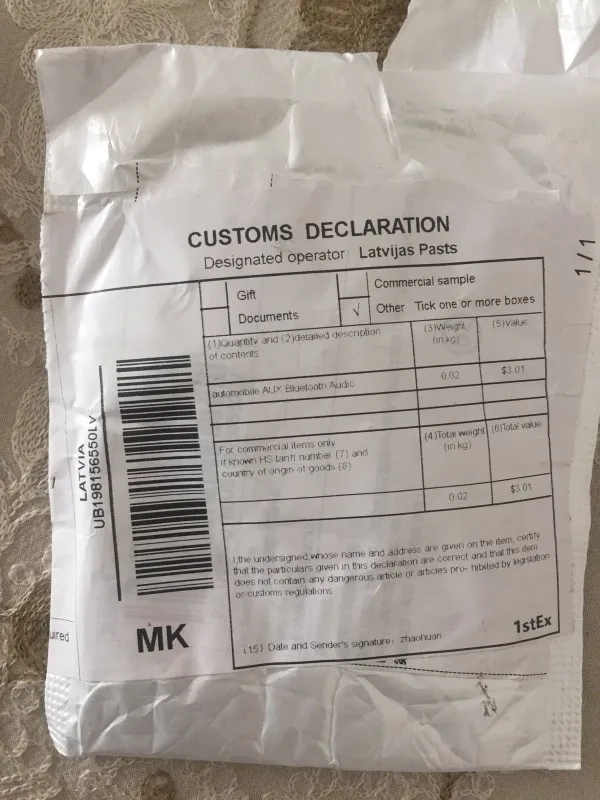 CUSTOMS DECLARATION
Designated operator Latvijas Pasts
1/1
Gift
Commercial sample
Documents
√ Other Tick one or more boxes
(1)Quantity and (2)detailed description
of contents
(3)Weight
(in kg)
(5)Value
automobile AUX Bluetooth Audio
0.02
$3.01
For commercial items only
if known HS tariff number (7) and
country of origin of goods (8)
(4)Total weight
(in kg)
(6)Total value
0.02
$3.01
I,the undersigned,whose name and address are given on the item, certify
that the particulars given in this declaration are correct and that this item
does not contain any dangerous article or articles pro- hibited by legislation
or customs regulations
(15) Date and Sender's signature: zhaohuan
1stEx
LATVIA
UB198156550LV
MK
uired